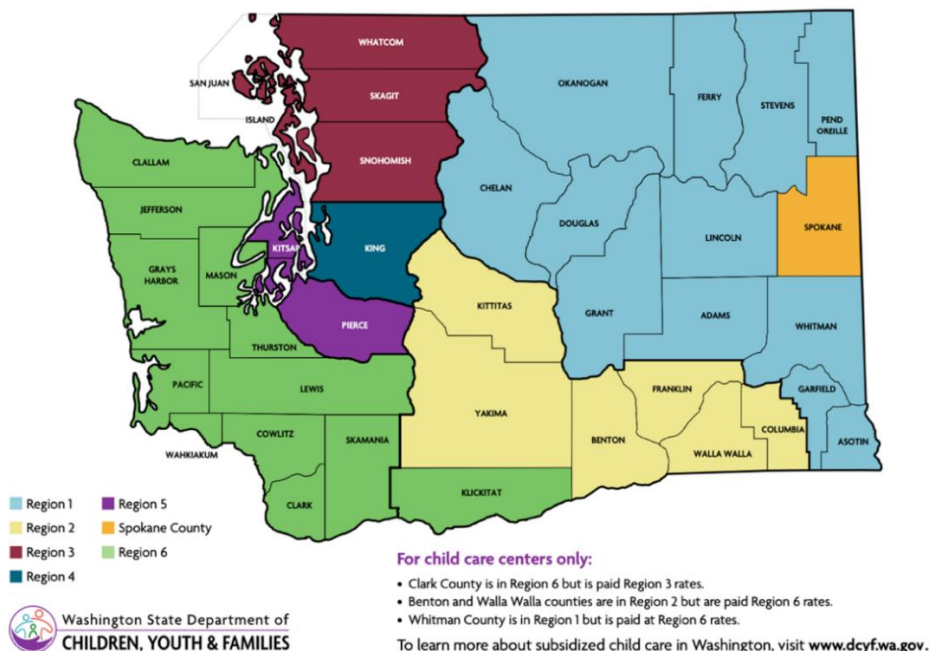 WHATCOM
SAN JUAN
SKAGIT
ISLAND
SNOHOMISH
OKANOGAN
FERRY
STEVENS
PEND
OREILLE
CLALLAM
JEFFERSON
CHELAN
DOUGLAS
LINCOLN
SPOKANE
KITSAP
KING
GRAYS
HARBOR
MASON
KITTITAS
GRANT
ADAMS
WHITMAN
PIERCE
THURSTON
PACIFIC
LEWIS
YAKIMA
FRANKLIN
GARFIELD
COWLITZ
SKAMANIA
BENTON
WALLA WALLA
COLUMBIA
ASOTIN
WAHKIAKUM
CLARK
KLICKITAT
Region 1
Region 2
Region 3
Region 4
Region 5
Spokane County
Region 6
For child care centers only:
• Clark County is in Region 6 but is paid Region 3 rates.
• Benton and Walla Walla counties are in Region 2 but are paid Region 6 rates.
• Whitman County is in Region 1 but is paid at Region 6 rates.
To learn more about subsidized child care in Washington, visit www.dcyf.wa.gov.
Washington State Department of
CHILDREN, YOUTH & FAMILIES